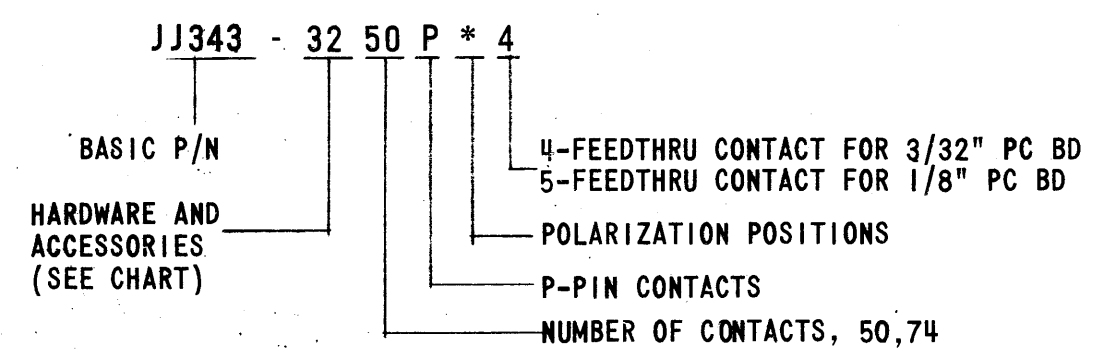 JJ343 - 32 50 P * 4
BASIC P/N
4-FEEDTHRU CONTACT FOR 3/32" PC BD
5-FEEDTHRU CONTACT FOR 1/8" PC BD
HARDWARE AND
ACCESSORIES
(SEE CHART)
POLARIZATION POSITIONS
P-PIN CONTACTS
NUMBER OF CONTACTS, 50,74